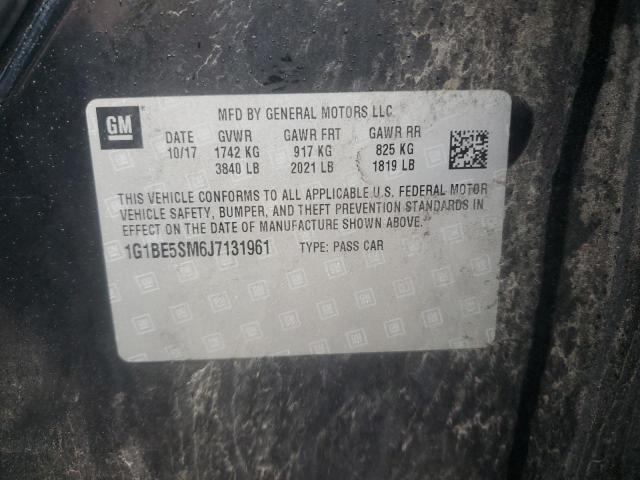 GM
MFD BY GENERAL MOTORS LLC
DATE GVWR GAWR FRT GAWR RR
10/17 1742 KG 917 KG 825 KG
3840 LB 2021 LB 1819 LB
THIS VEHICLE CONFORMS TO ALL APPLICABLE U.S. FEDERAL MOTOR
VEHICLE SAFETY, BUMPER, AND THEFT PREVENTION STANDARDS IN
EFFECT ON THE DATE OF MANUFACTURE SHOWN ABOVE.
1G1BE5SM6J7131961 TYPE: PASS CAR